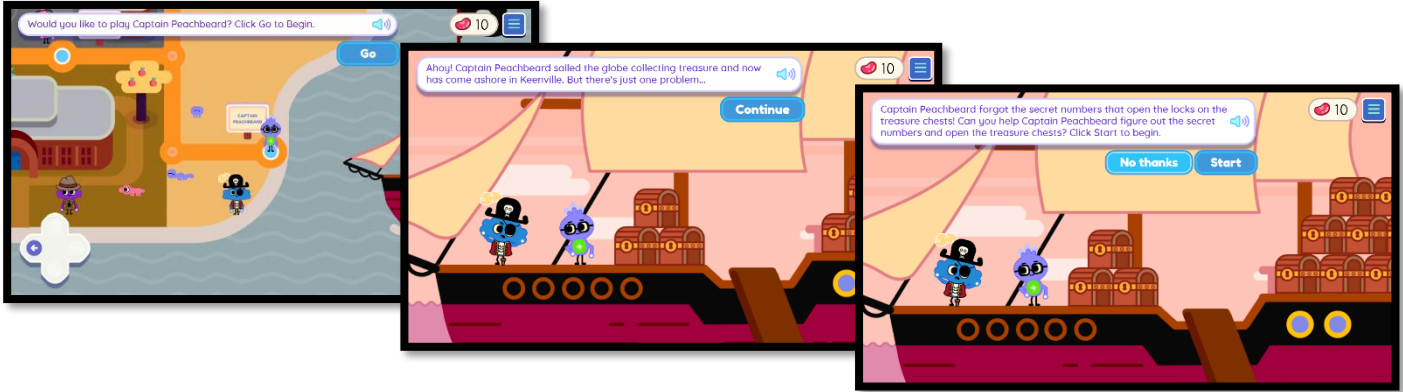 Would you like to play Captain Peachbeard? Click Go to Begin.
10
Go
CAPTAIN
PEACHBEARD
Ahoy! Captain Peachbeard sailed the globe collecting treasure and now
has come ashore in Keenville. But there's just one problem...
10
Continue
Captain Peachbeard forgot the secret numbers that open the locks on the
treasure chests! Can you help Captain Peachbeard figure out the secret
numbers and open the treasure chests? Click Start to begin.
10
No thanks
Start